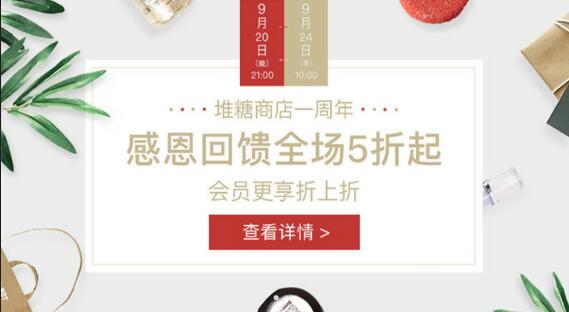 9月20日(晚)21:00
9月24日(早)10:00
堆糖商店一周年
感恩回馈全场5折起
会员更享折上折
查看详情 >